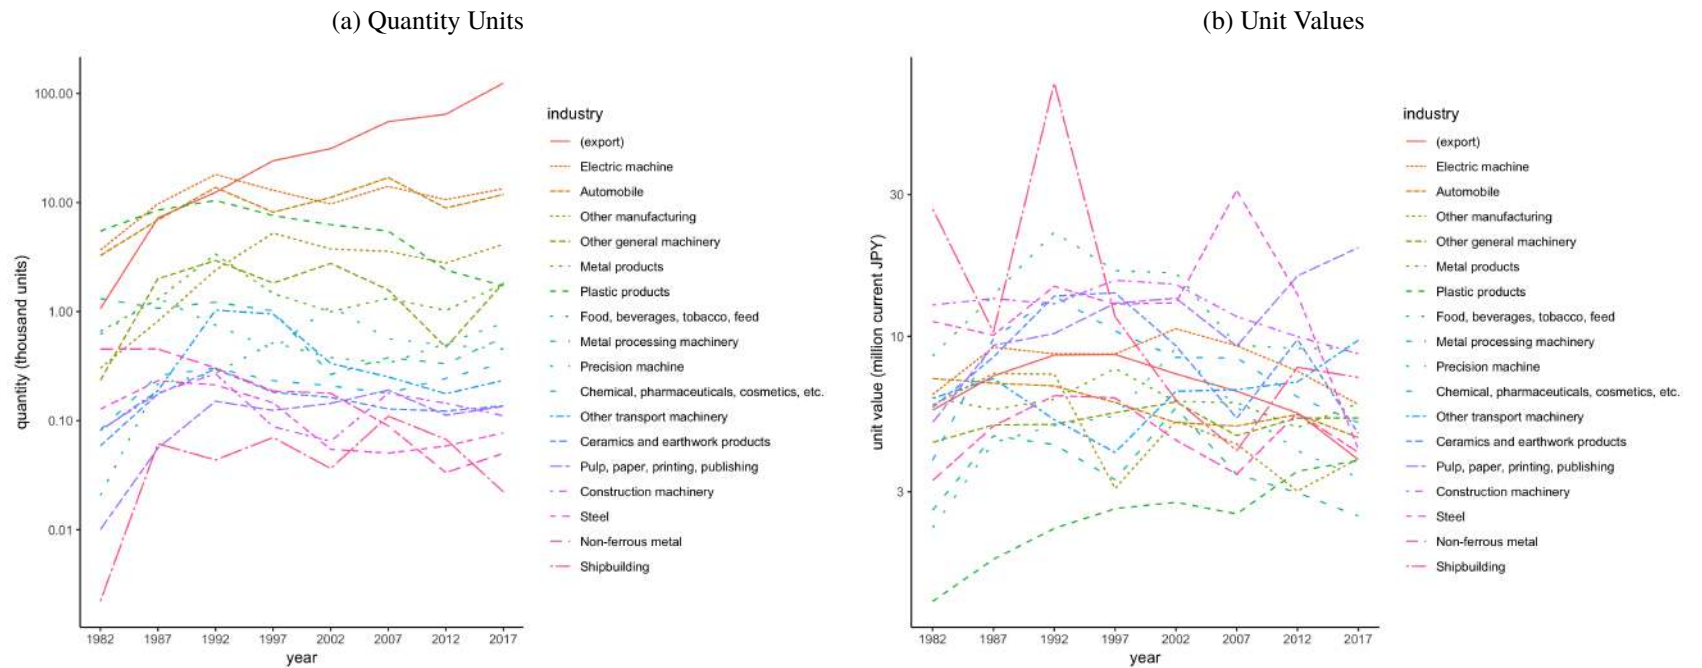 (a) Quantity Units
100.00
10.00
1.00
0.10
0.01
quantity (thousand units)
1982 1987 1992 1997 2002 2007 2012 2017
year
industry
(export)
Electric machine
Automobile
Other manufacturing
Other general machinery
Metal products
Plastic products
Food, beverages, tobacco, feed
Metal processing machinery
Precision machine
Chemical, pharmaceuticals, cosmetics, etc.
Other transport machinery
Ceramics and earthwork products
Pulp, paper, printing, publishing
Construction machinery
Steel
Non-ferrous metal
Shipbuilding
(b) Unit Values
30
10
3
unit value (million current JPY)
1982 1987 1992 1997 2002 2007 2012 2017
year
industry
(export)
Electric machine
Automobile
Other manufacturing
Other general machinery
Metal products
Plastic products
Food, beverages, tobacco, feed
Metal processing machinery
Precision machine
Chemical, pharmaceuticals, cosmetics, etc.
Other transport machinery
Ceramics and earthwork products
Pulp, paper, printing, publishing
Construction machinery
Steel
Non-ferrous metal
Shipbuilding